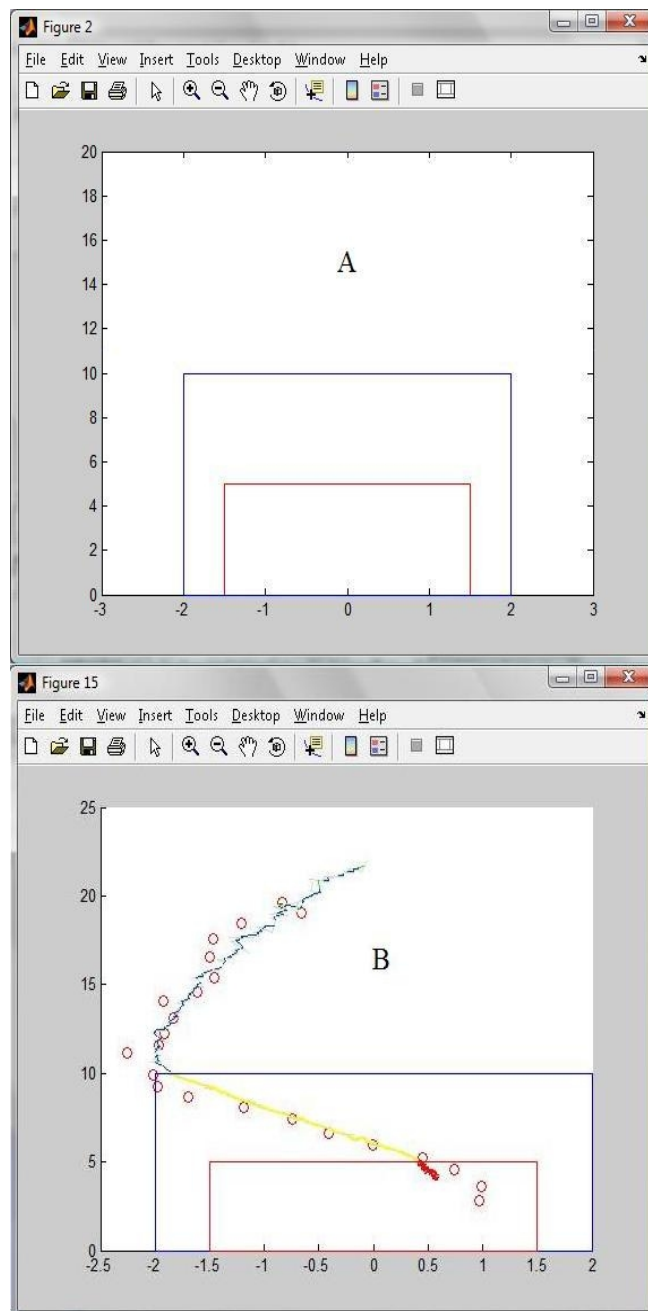 Figure 2
File Edit View Insert Tools Desktop Window Help
20
18
16
A
14
12
10
8
6
4
2
0
-3 -2 -1 0 1 2 3
Figure 15
File Edit View Insert Tools Desktop Window Help
25
20
B
15
10
5
0
-2.5 -2 -1.5 -1 -0.5 0 0.5 1 1.5 2